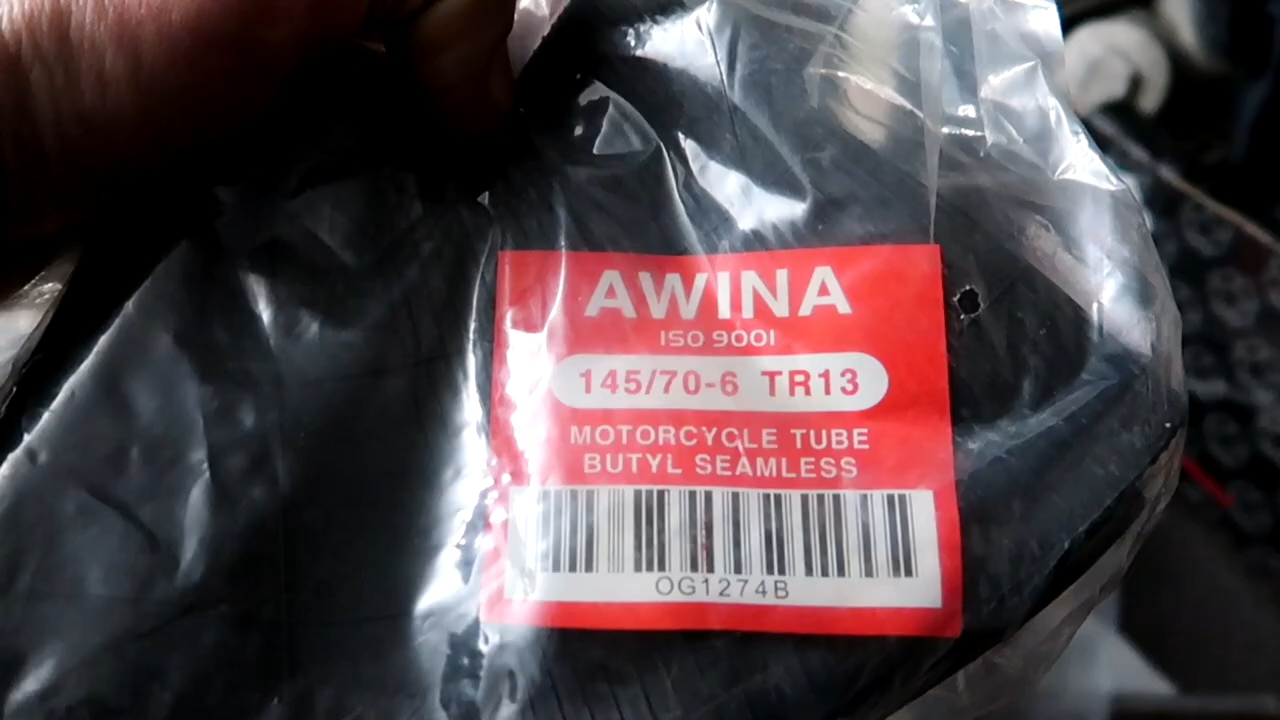 AWINA
ISO 9001
145/70-6 TR13
MOTORCYCLE TUBE
BUTYL SEAMLESS
OG1274B